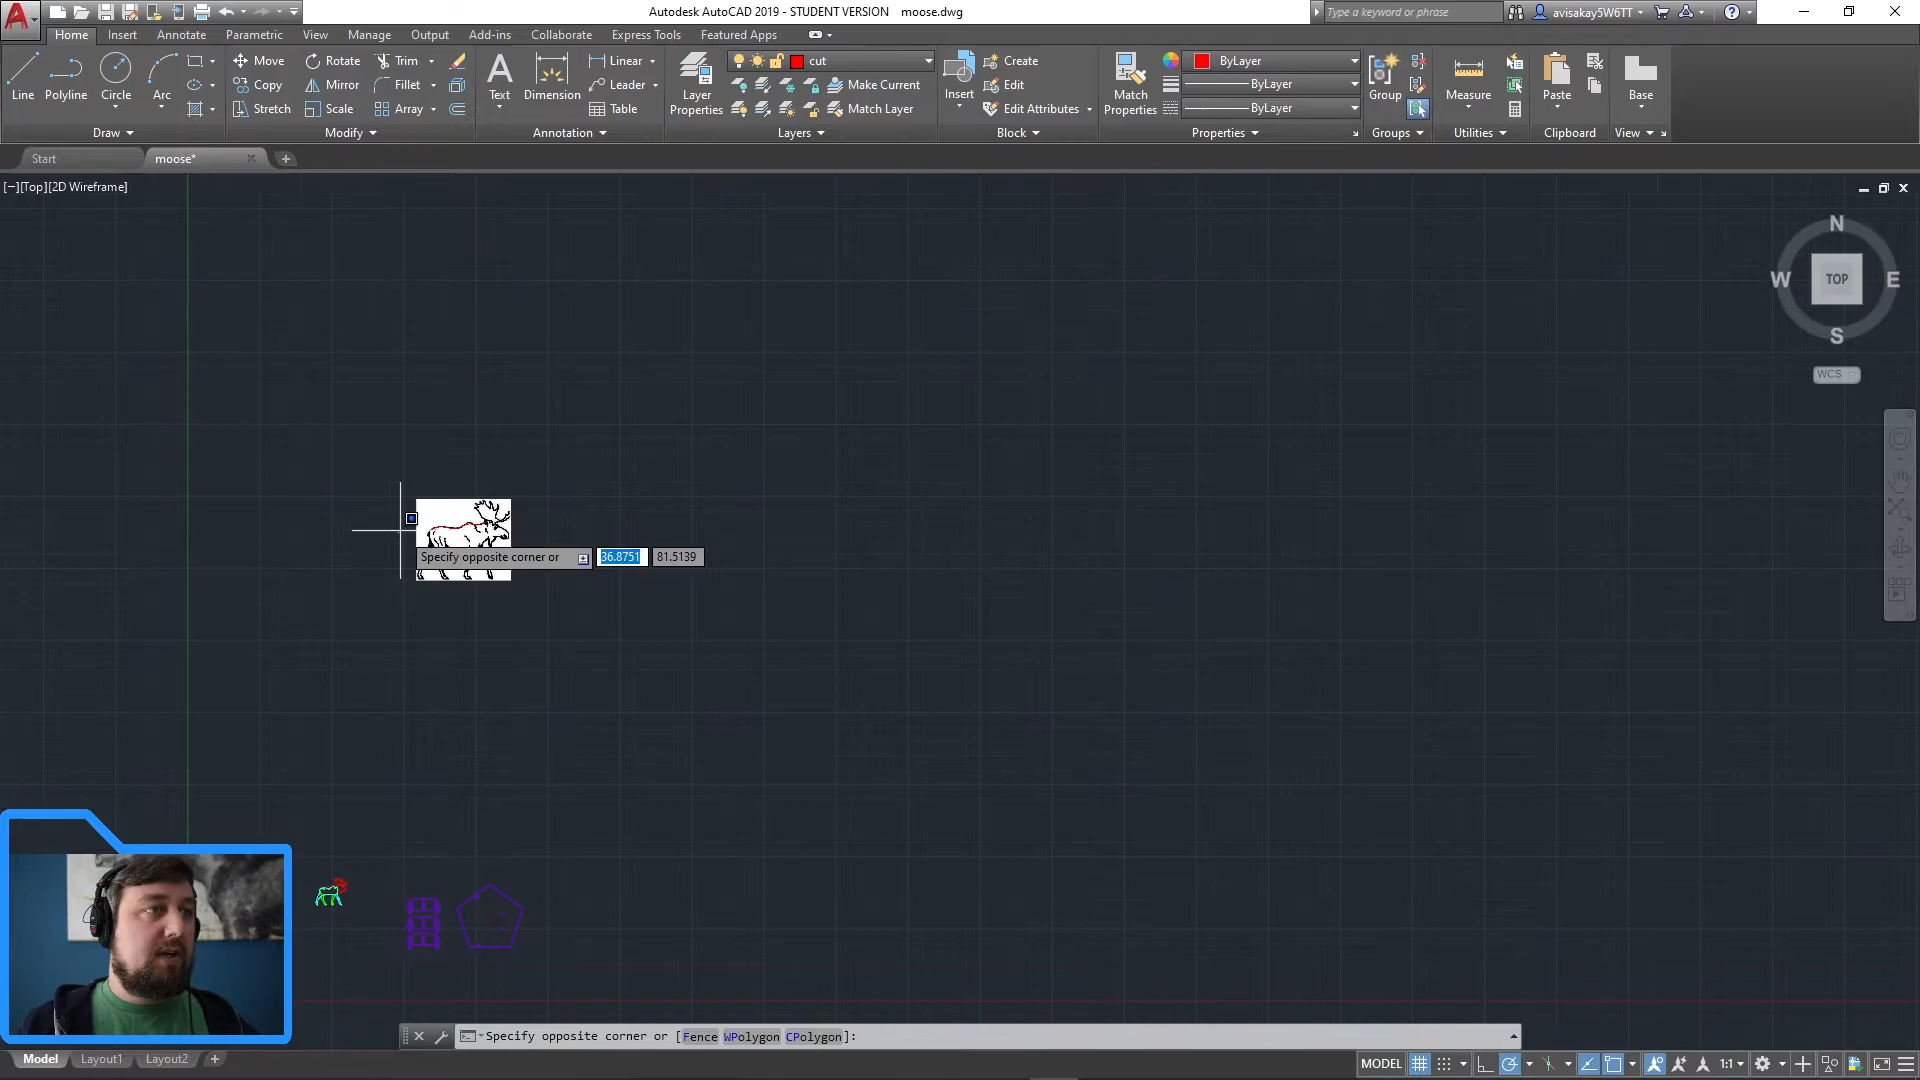 Autodesk AutoCAD 2019 - STUDENT VERSION moose.dwg
Type a keyword or phrase
avisakay5W6TT
Home Insert Annotate Parametric View Manage Output Add-ins Collaborate Express Tools Featured Apps
Line Polyline Circle Arc
Draw
Move Rotate Trim
Copy Mirror Fillet
Stretch Scale Array
Modify
Text Dimension
Linear
Leader
Table
Annotation
Layer Properties
cut
Make Current
Match Layer
Layers
Insert
Create
Edit
Edit Attributes
Block
Match Properties
ByLayer
ByLayer
ByLayer
Properties
Group
Groups
Measure
Utilities
Paste
Clipboard
Base
View
Start moose*
[−][Top][2D Wireframe]
N
W TOP E
S
WCS
Specify opposite corner or 36.8751 81.5139
Specify opposite corner or [Fence WPolygon CPolygon]:
Model Layout1 Layout2
MODEL 1:1